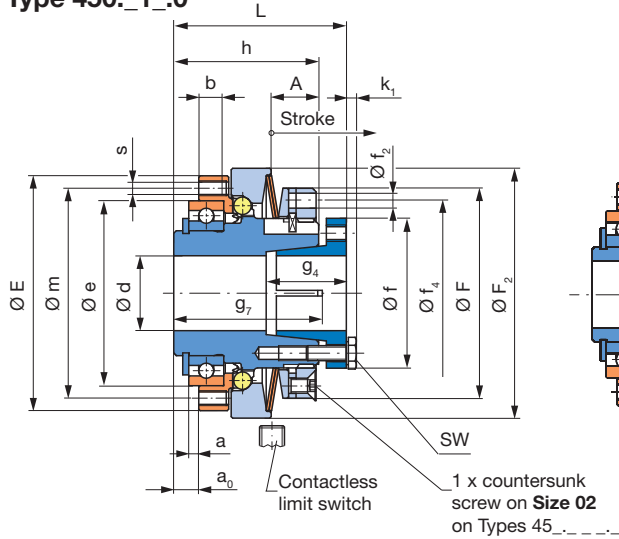 Type 450._1_.0
L
h
b
A
k₁
Stroke
s
Ø f₂
Ø E
Ø m
Ø e
Ø d
g₄
g₇
Ø f
Ø f₄
Ø F
Ø F₂
a
a₀
SW
Contactless
limit switch
1 x countersunk
screw on Size 02
on Types 45_._ _ _._